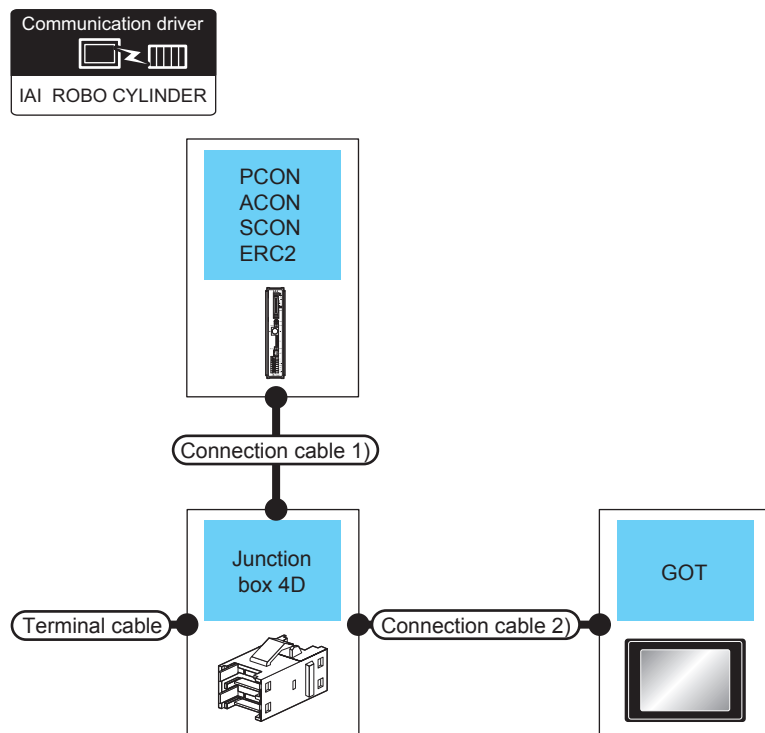 Communication driver
IAI ROBO CYLINDER
PCON
ACON
SCON
ERC2
Connection cable 1)
Junction
box 4D
GOT
Terminal cable
Connection cable 2)